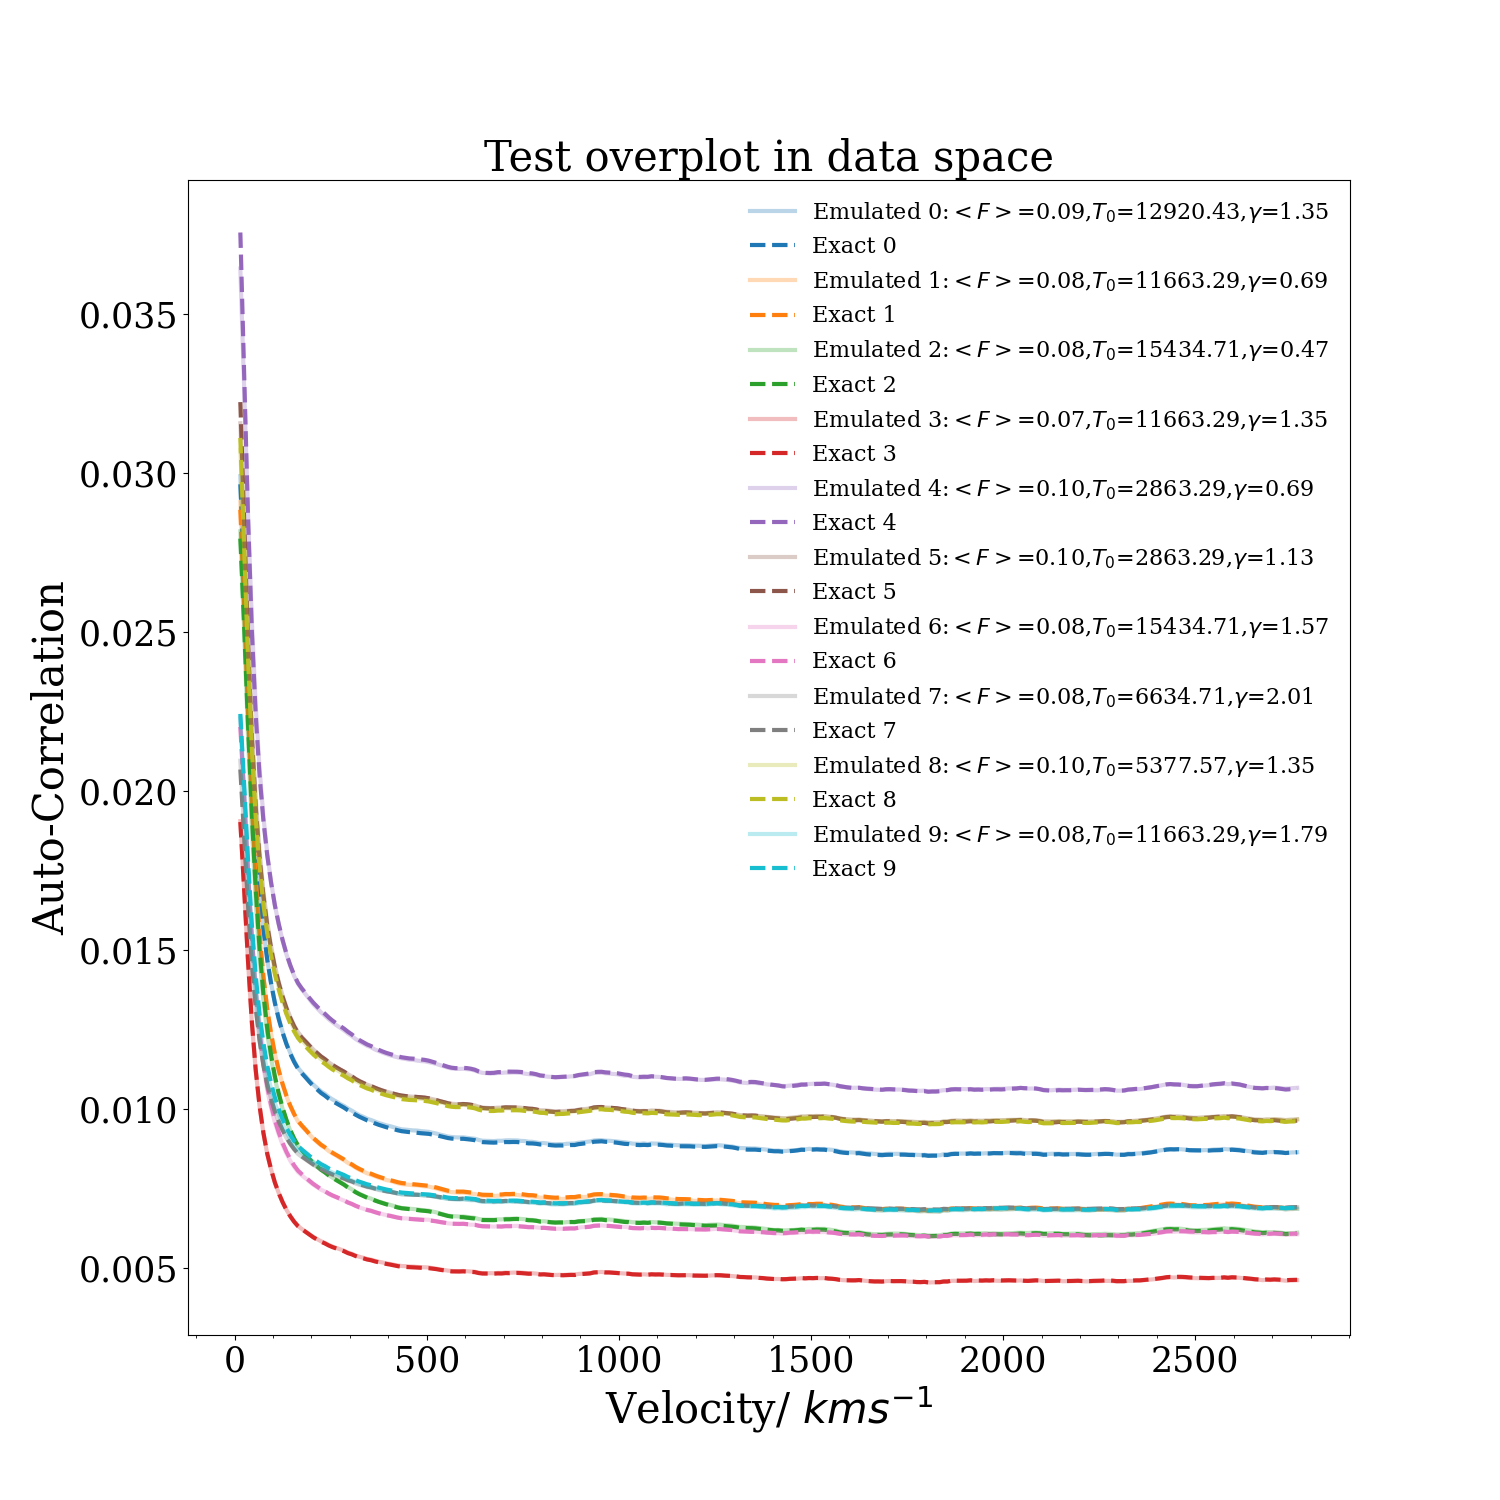 Test overplot in data space
Emulated 0: < F > =0.09,T₀=12920.43,γ=1.35
Exact 0
Emulated 1: < F > =0.08,T₀=11663.29,γ=0.69
Exact 1
Emulated 2: < F > =0.08,T₀=15434.71,γ=0.47
Exact 2
Emulated 3: < F > =0.07,T₀=11663.29,γ=1.35
Exact 3
Emulated 4: < F > =0.10,T₀=2863.29,γ=0.69
Exact 4
Emulated 5: < F > =0.10,T₀=2863.29,γ=1.13
Exact 5
Emulated 6: < F > =0.08,T₀=15434.71,γ=1.57
Exact 6
Emulated 7: < F > =0.08,T₀=6634.71,γ=2.01
Exact 7
Emulated 8: < F > =0.10,T₀=5377.57,γ=1.35
Exact 8
Emulated 9: < F > =0.08,T₀=11663.29,γ=1.79
Exact 9
Auto-Correlation
0.035
0.030
0.025
0.020
0.015
0.010
0.005
0 500 1000 1500 2000 2500
Velocity/ kms⁻¹